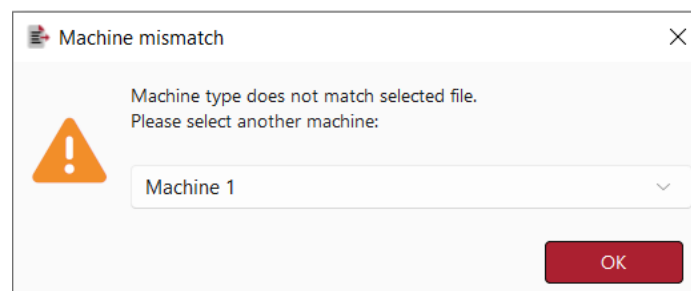 Machine mismatch
Machine type does not match selected file.
Please select another machine:
Machine 1
OK